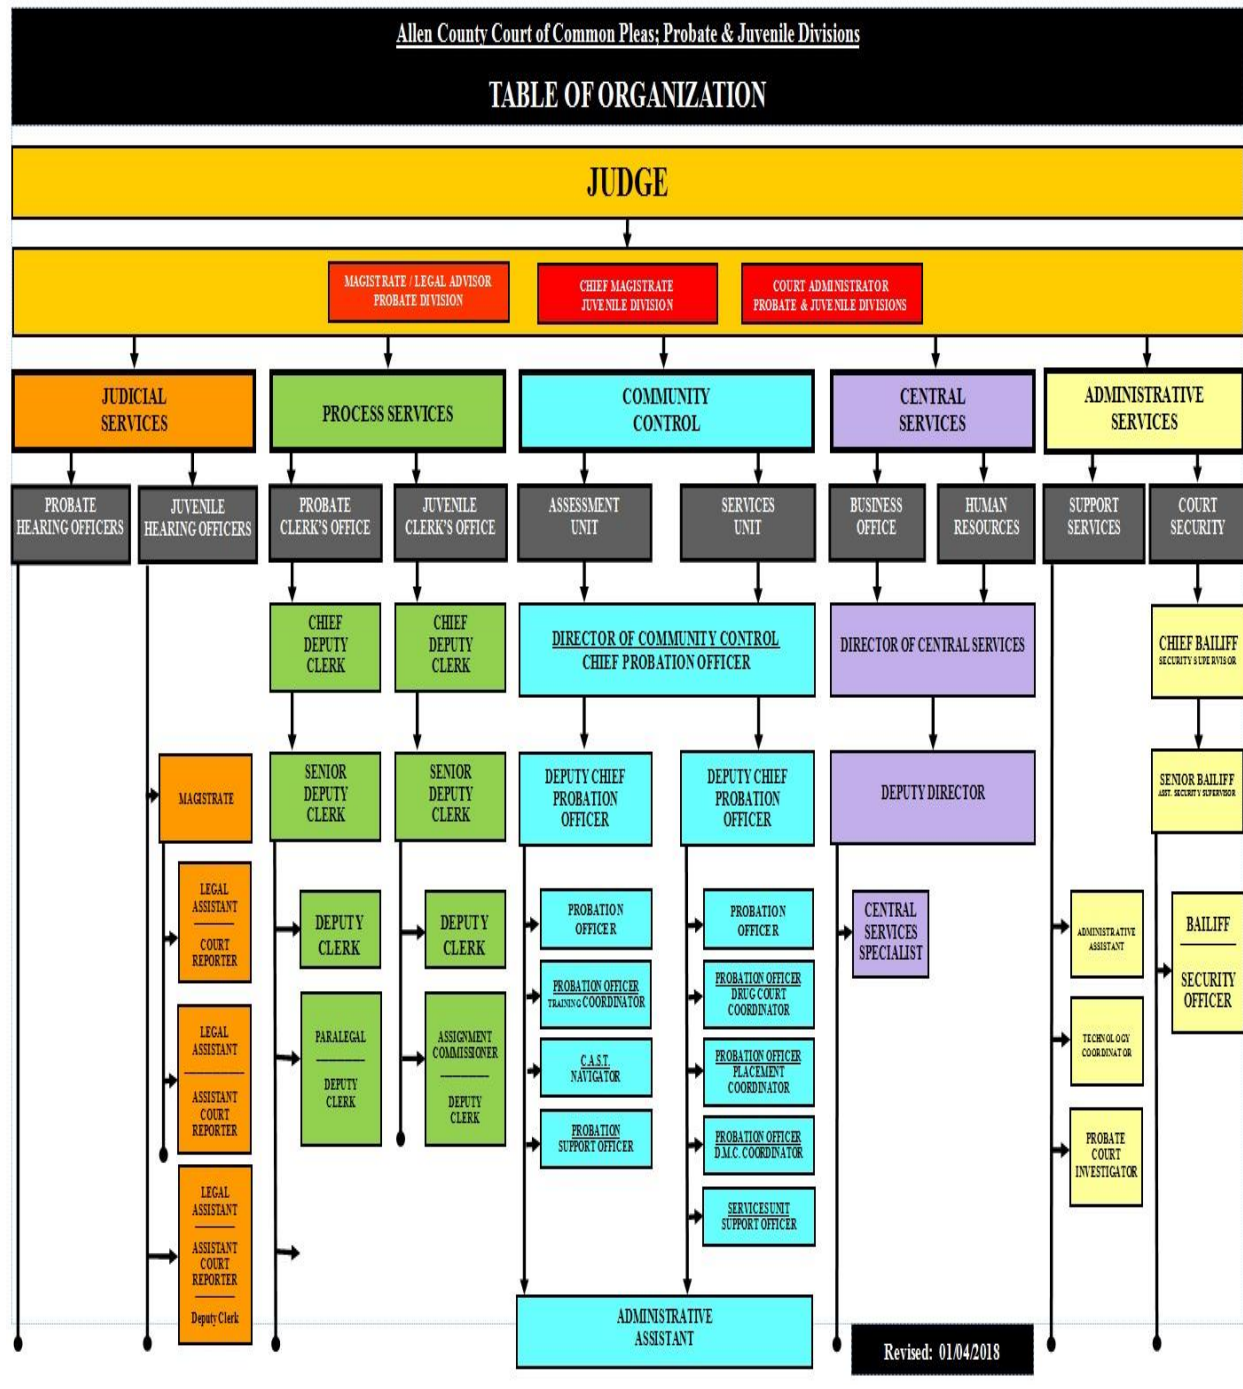 Allen County Court of Common Pleas; Probate & Juvenile Divisions
TABLE OF ORGANIZATION
JUDGE
MAGISTRATE / LEGAL ADVISOR
PROBATE DIVISION
CHIEF MAGISTRATE
JUVENILE DIVISION
COURT ADMINISTRATOR
PROBATE & JUVENILE DIVISIONS
JUDICIAL
SERVICES
PROCESS SERVICES
COMMUNITY
CONTROL
CENTRAL
SERVICES
ADMINISTRATIVE
SERVICES
PROBATE
HEARING OFFICERS
JUVENILE
HEARING OFFICERS
PROBATE
CLERK'S OFFICE
JUVENILE
CLERK'S OFFICE
ASSESSMENT
UNIT
SERVICES
UNIT
BUSINESS
OFFICE
HUMAN
RESOURCES
SUPPORT
SERVICES
COURT
SECURITY
CHIEF
DEPUTY
CLERK
CHIEF
DEPUTY
CLERK
DIRECTOR OF COMMUNITY CONTROL
CHIEF PROBATION OFFICER
DIRECTOR OF CENTRAL SERVICES
CHIEF BAILIFF
SECURITY SUPERVISOR
MAGISTRATE
SENIOR
DEPUTY
CLERK
SENIOR
DEPUTY
CLERK
DEPUTY CHIEF
PROBATION
OFFICER
DEPUTY CHIEF
PROBATION
OFFICER
DEPUTY DIRECTOR
SENIOR BAILIFF
ASST. SECURITY SUPERVISOR
LEGAL
ASSISTANT
COURT
REPORTER
DEPUTY
CLERK
DEPUTY
CLERK
PROBATION
OFFICER
PROBATION
OFFICER
CENTRAL
SERVICES
SPECIALIST
ADMINISTRATIVE
ASSISTANT
BAILIFF
SECURITY
OFFICER
PROBATION OFFICER
TRAINING COORDINATOR
PROBATION OFFICER
DRUG COURT
COORDINATOR
LEGAL
ASSISTANT
ASSISTANT
COURT
REPORTER
PARALEGAL
DEPUTY
CLERK
ASSIGNMENT
COMMISSIONER
DEPUTY
CLERK
C.A.S.T.
NAVIGATOR
PROBATION OFFICER
PLACEMENT
COORDINATOR
TECHNOLOGY
COORDINATOR
PROBATION
SUPPORT OFFICER
PROBATION OFFICER
D.M.C. COORDINATOR
PROBATE
COURT
INVESTIGATOR
LEGAL
ASSISTANT
ASSISTANT
COURT
REPORTER
Deputy Clerk
SERVICES UNIT
SUPPORT OFFICER
ADMINISTRATIVE
ASSISTANT
Revised: 01/04/2018